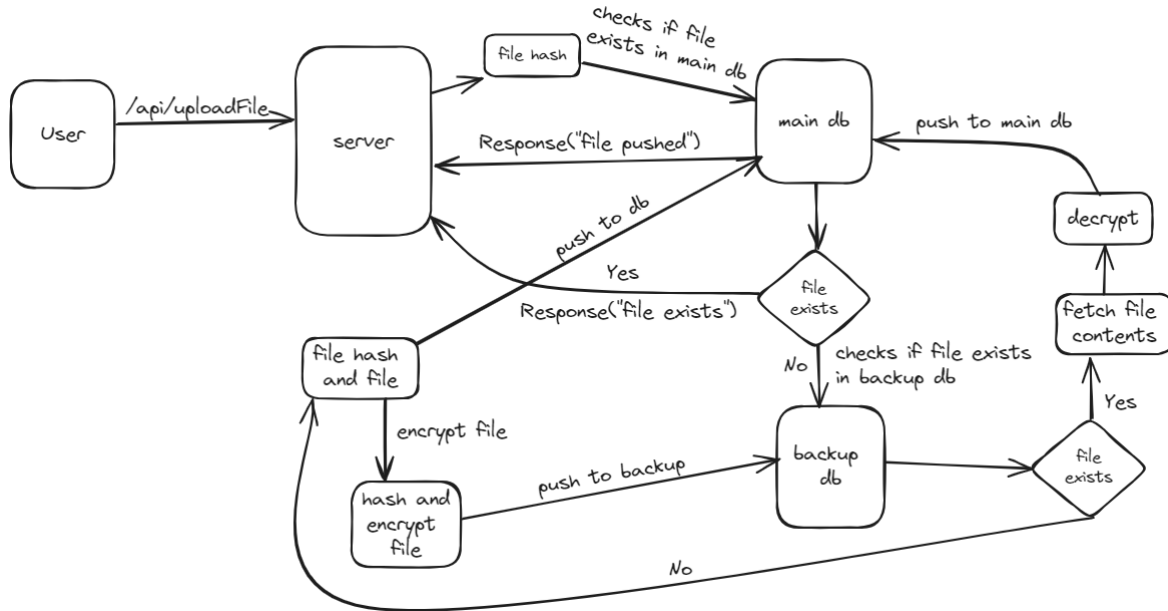 checks if file
exists in main db
file hash
/api/uploadFile
User
server
main db
push to main db
Response("file pushed")
push to db
decrypt
Yes
file
exists
Response("file exists")
fetch file
contents
file hash
and file
No
checks if file exists
in backup db
Yes
encrypt file
backup
db
file
exists
push to backup
hash and
encrypt
file
No